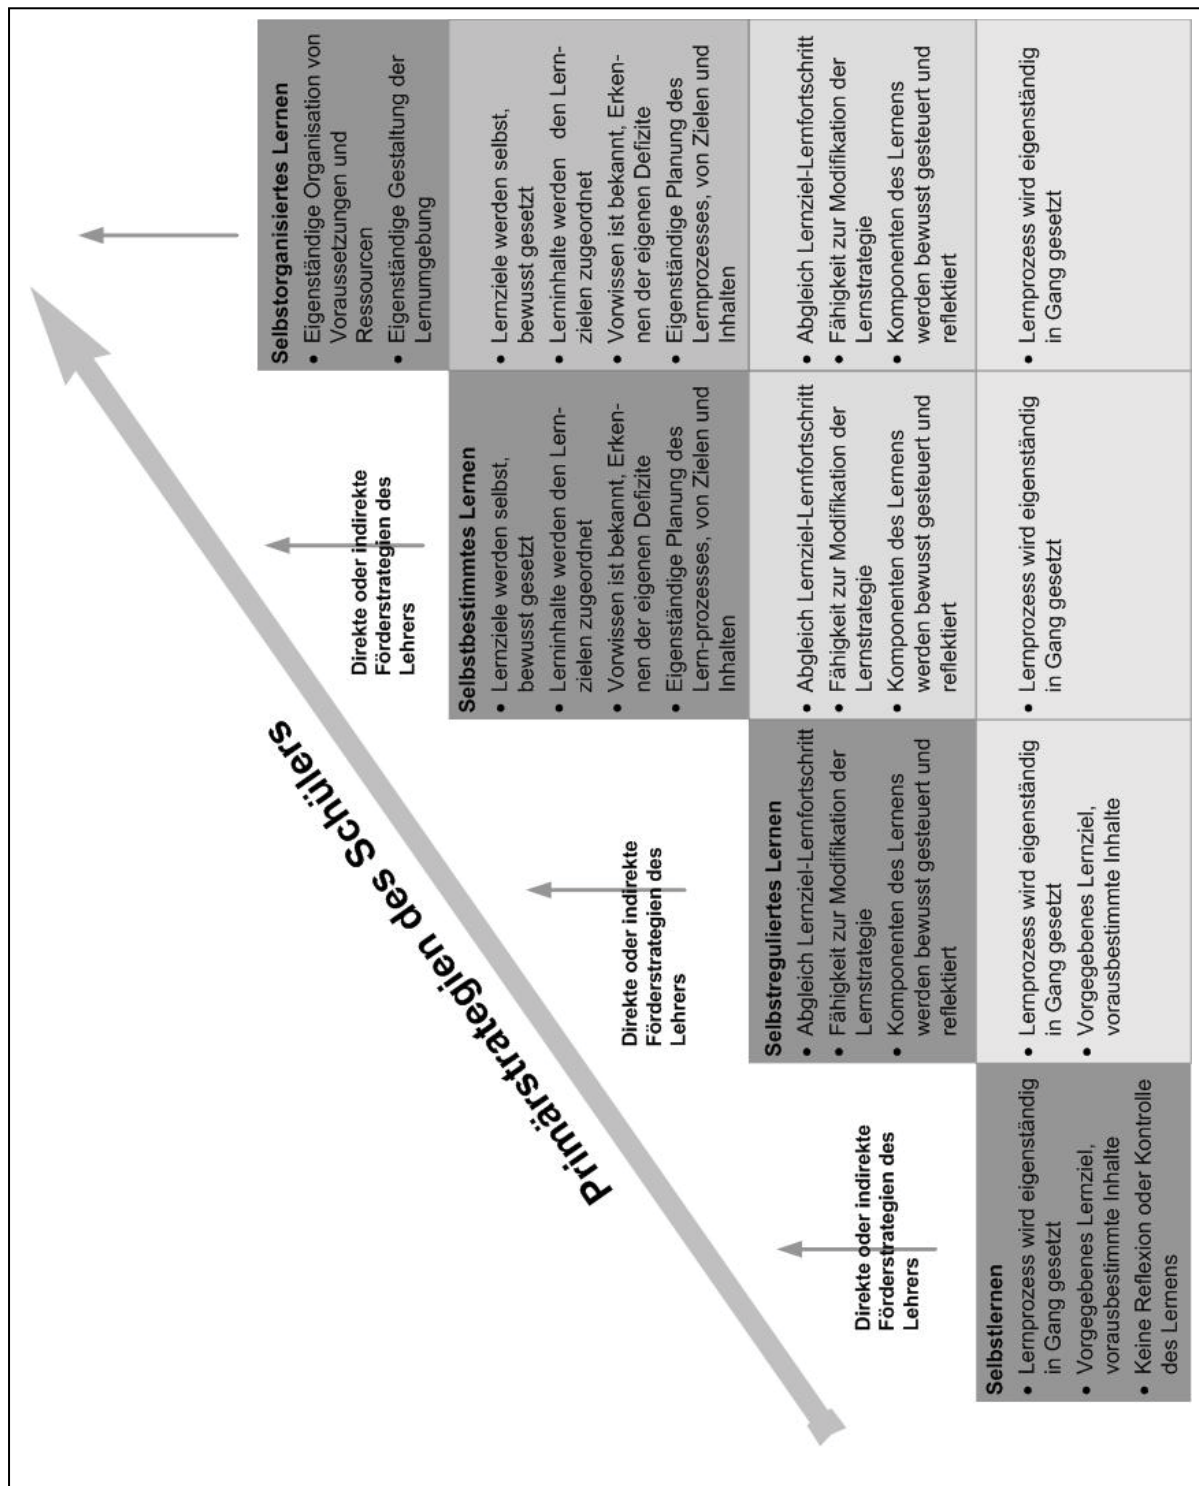 Primärstrategien des Schülers
Selbstlernen
• Lernprozess wird eigenständig
in Gang gesetzt
• Vorgegebenes Lernziel,
vorausbestimmte Inhalte
• Keine Reflexion oder Kontrolle
des Lernens
Direkte oder indirekte
Förderstrategien des
Lehrers
Selbstreguliertes Lernen
• Abgleich Lernziel-Lernfortschritt
• Fähigkeit zur Modifikation der
Lernstrategie
• Komponenten des Lernens
werden bewusst gesteuert und
reflektiert
• Lernprozess wird eigenständig
in Gang gesetzt
• Vorgegebenes Lernziel,
vorausbestimmte Inhalte
Direkte oder indirekte
Förderstrategien des
Lehrers
Selbstbestimmtes Lernen
• Lernziele werden selbst,
bewusst gesetzt
• Lerninhalte werden den Lern-
zielen zugeordnet
• Vorwissen ist bekannt, Erken-
nen der eigenen Defizite
• Eigenständige Planung des
Lern-prozesses, von Zielen und
Inhalten
• Abgleich Lernziel-Lernfortschritt
• Fähigkeit zur Modifikation der
Lernstrategie
• Komponenten des Lernens
werden bewusst gesteuert und
reflektiert
• Lernprozess wird eigenständig
in Gang gesetzt
Direkte oder indirekte
Förderstrategien des
Lehrers
Selbstorganisiertes Lernen
• Eigenständige Organisation von
Voraussetzungen und
Ressourcen
• Eigenständige Gestaltung der
Lernumgebung
• Lernziele werden selbst,
bewusst gesetzt
• Lerninhalte werden den Lern-
zielen zugeordnet
• Vorwissen ist bekannt, Erken-
nen der eigenen Defizite
• Eigenständige Planung des
Lernprozesses, von Zielen und
Inhalten
• Abgleich Lernziel-Lernfortschritt
• Fähigkeit zur Modifikation der
Lernstrategie
• Komponenten des Lernens
werden bewusst gesteuert und
reflektiert
• Lernprozess wird eigenständig
in Gang gesetzt